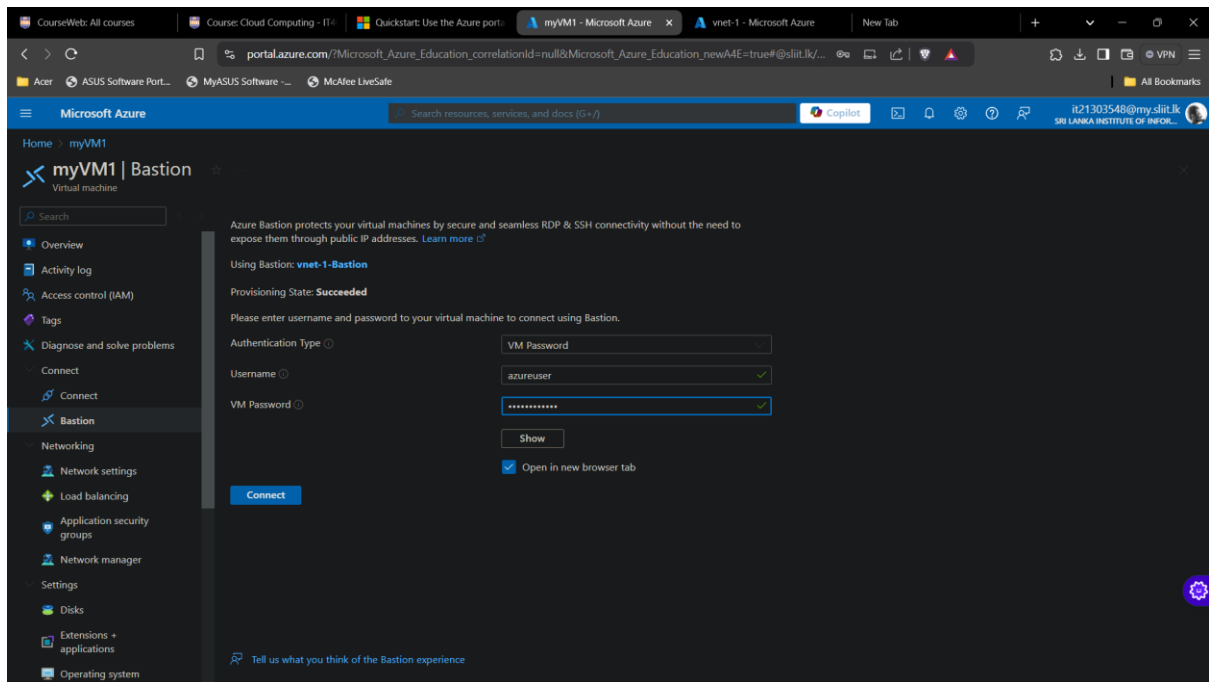 CourseWeb: All courses
Course: Cloud Computing - IT4
Quickstart: Use the Azure porta
myVM1 - Microsoft Azure
vnet-1 - Microsoft Azure
New Tab
portal.azure.com/?Microsoft_Azure_Education_correlationId=null&Microsoft_Azure_Education_newA4E=true#@sliit.lk/...
VPN
Acer
ASUS Software Port...
MyASUS Software -...
McAfee LiveSafe
All Bookmarks
Microsoft Azure
Search resources, services, and docs (G+/)
Copilot
it21303548@my.sliit.lk
SRI LANKA INSTITUTE OF INFOR...
Home > myVM1
myVM1 | Bastion
Virtual machine
Search
Overview
Activity log
Access control (IAM)
Tags
Diagnose and solve problems
Connect
Connect
Bastion
Networking
Network settings
Load balancing
Application security
groups
Network manager
Settings
Disks
Extensions +
applications
Operating system
Azure Bastion protects your virtual machines by secure and seamless RDP & SSH connectivity without the need to
expose them through public IP addresses. Learn more
Using Bastion: vnet-1-Bastion
Provisioning State: Succeeded
Please enter username and password to your virtual machine to connect using Bastion.
Authentication Type
VM Password
Username
azureuser
VM Password
••••••••••••
Show
Open in new browser tab
Connect
Tell us what you think of the Bastion experience